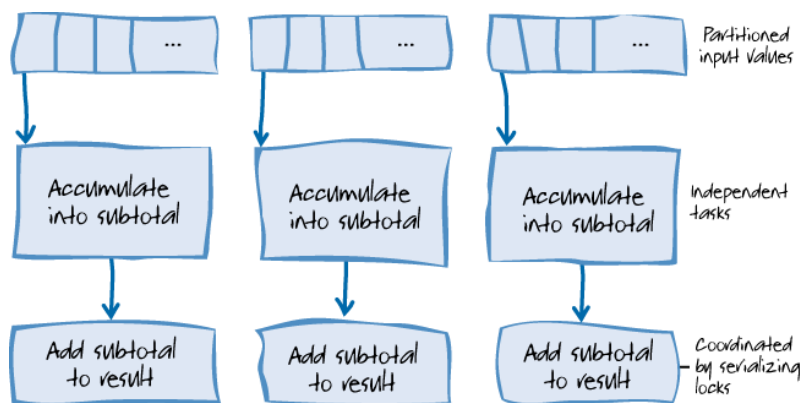 ...
...
...
Partitioned
input values
Accumulate
into subtotal
Accumulate
into subtotal
Accumulate
into subtotal
Independent
tasks
Add subtotal
to result
Add subtotal
to result
Add subtotal
to result
Coordinated
by serializing
locks